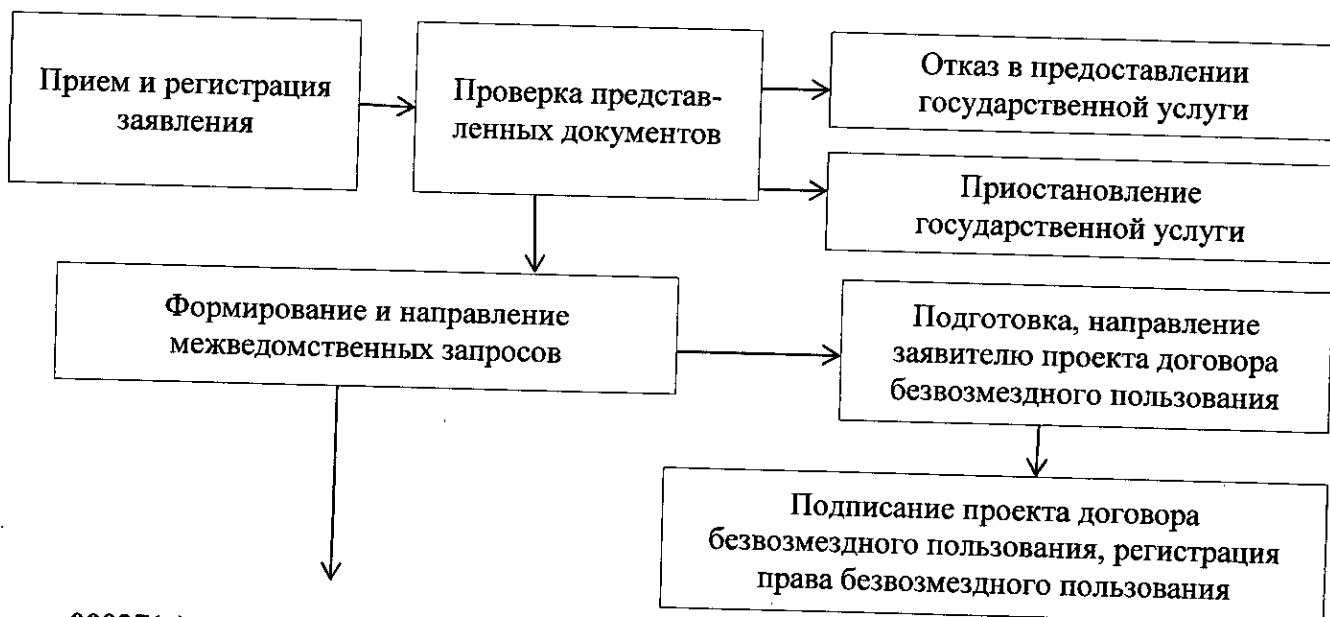 Прием и регистрация
заявления
Проверка представ-
ленных документов
Отказ в предоставлении
государственной услуги
Приостановление
государственной услуги
Формирование и направление
межведомственных запросов
Подготовка, направление
заявителю проекта договора
безвозмездного пользования
Подписание проекта договора
безвозмездного пользования, регистрация
права безвозмездного пользования